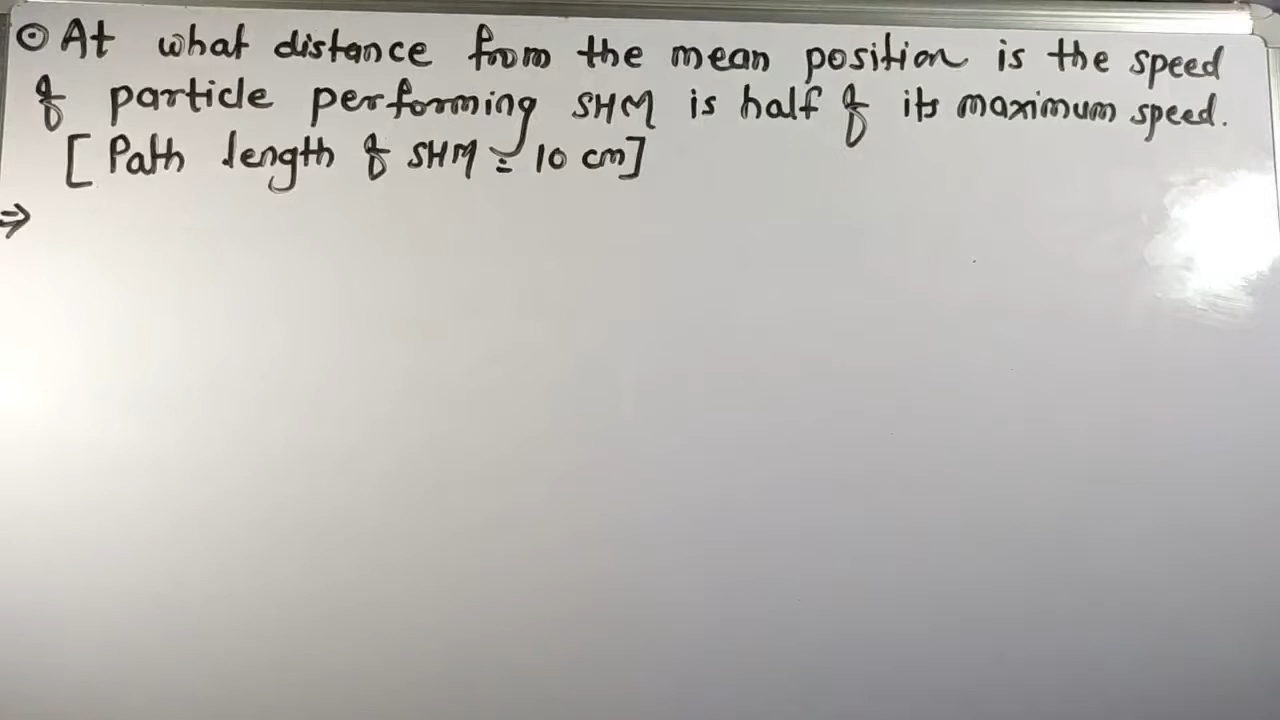 ⊙ At what distance from the mean position is the speed
of particle performing SHM is half of its maximum speed.
[ Path length of SHM = 10 cm]
⇒